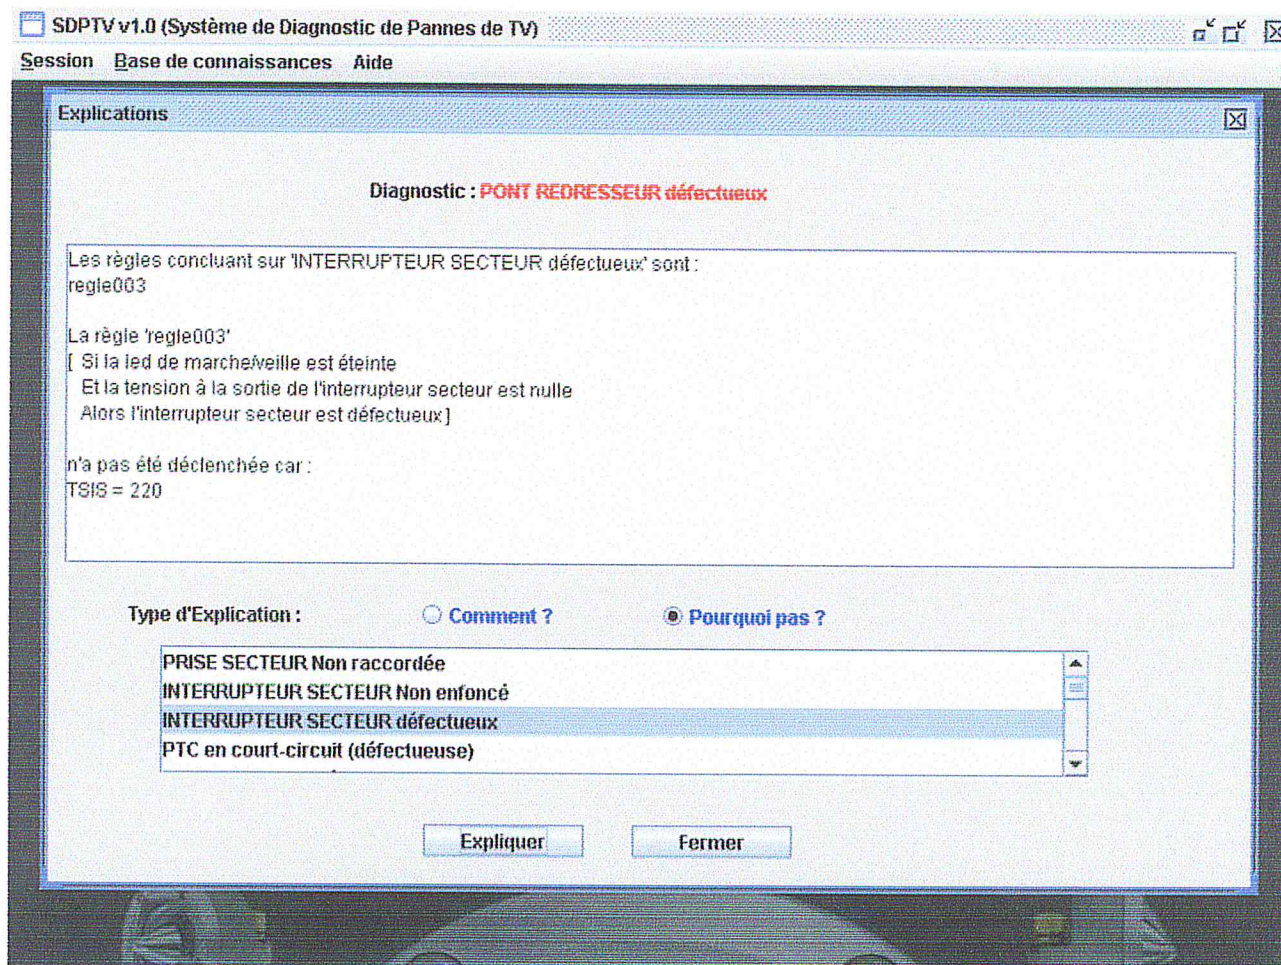 SDPTV v1.0 (Système de Diagnostic de Pannes de TV)
Session Base de connaissances Aide
Explications
Diagnostic : PONT REDRESSEUR défectueux
Les règles concluant sur 'INTERRUPTEUR SECTEUR défectueux' sont :
regle003
La règle 'regle003'
[ Si la led de marche/veille est éteinte
Et la tension à la sortie de l'interrupteur secteur est nulle
Alors l'interrupteur secteur est défectueux ]
n'a pas été déclenchée car :
TSIS = 220
Type d'Explication : Comment ? Pourquoi pas ?
PRISE SECTEUR Non raccordée
INTERRUPTEUR SECTEUR Non enfoncé
INTERRUPTEUR SECTEUR défectueux
PTC en court-circuit (défectueuse)
Expliquer Fermer